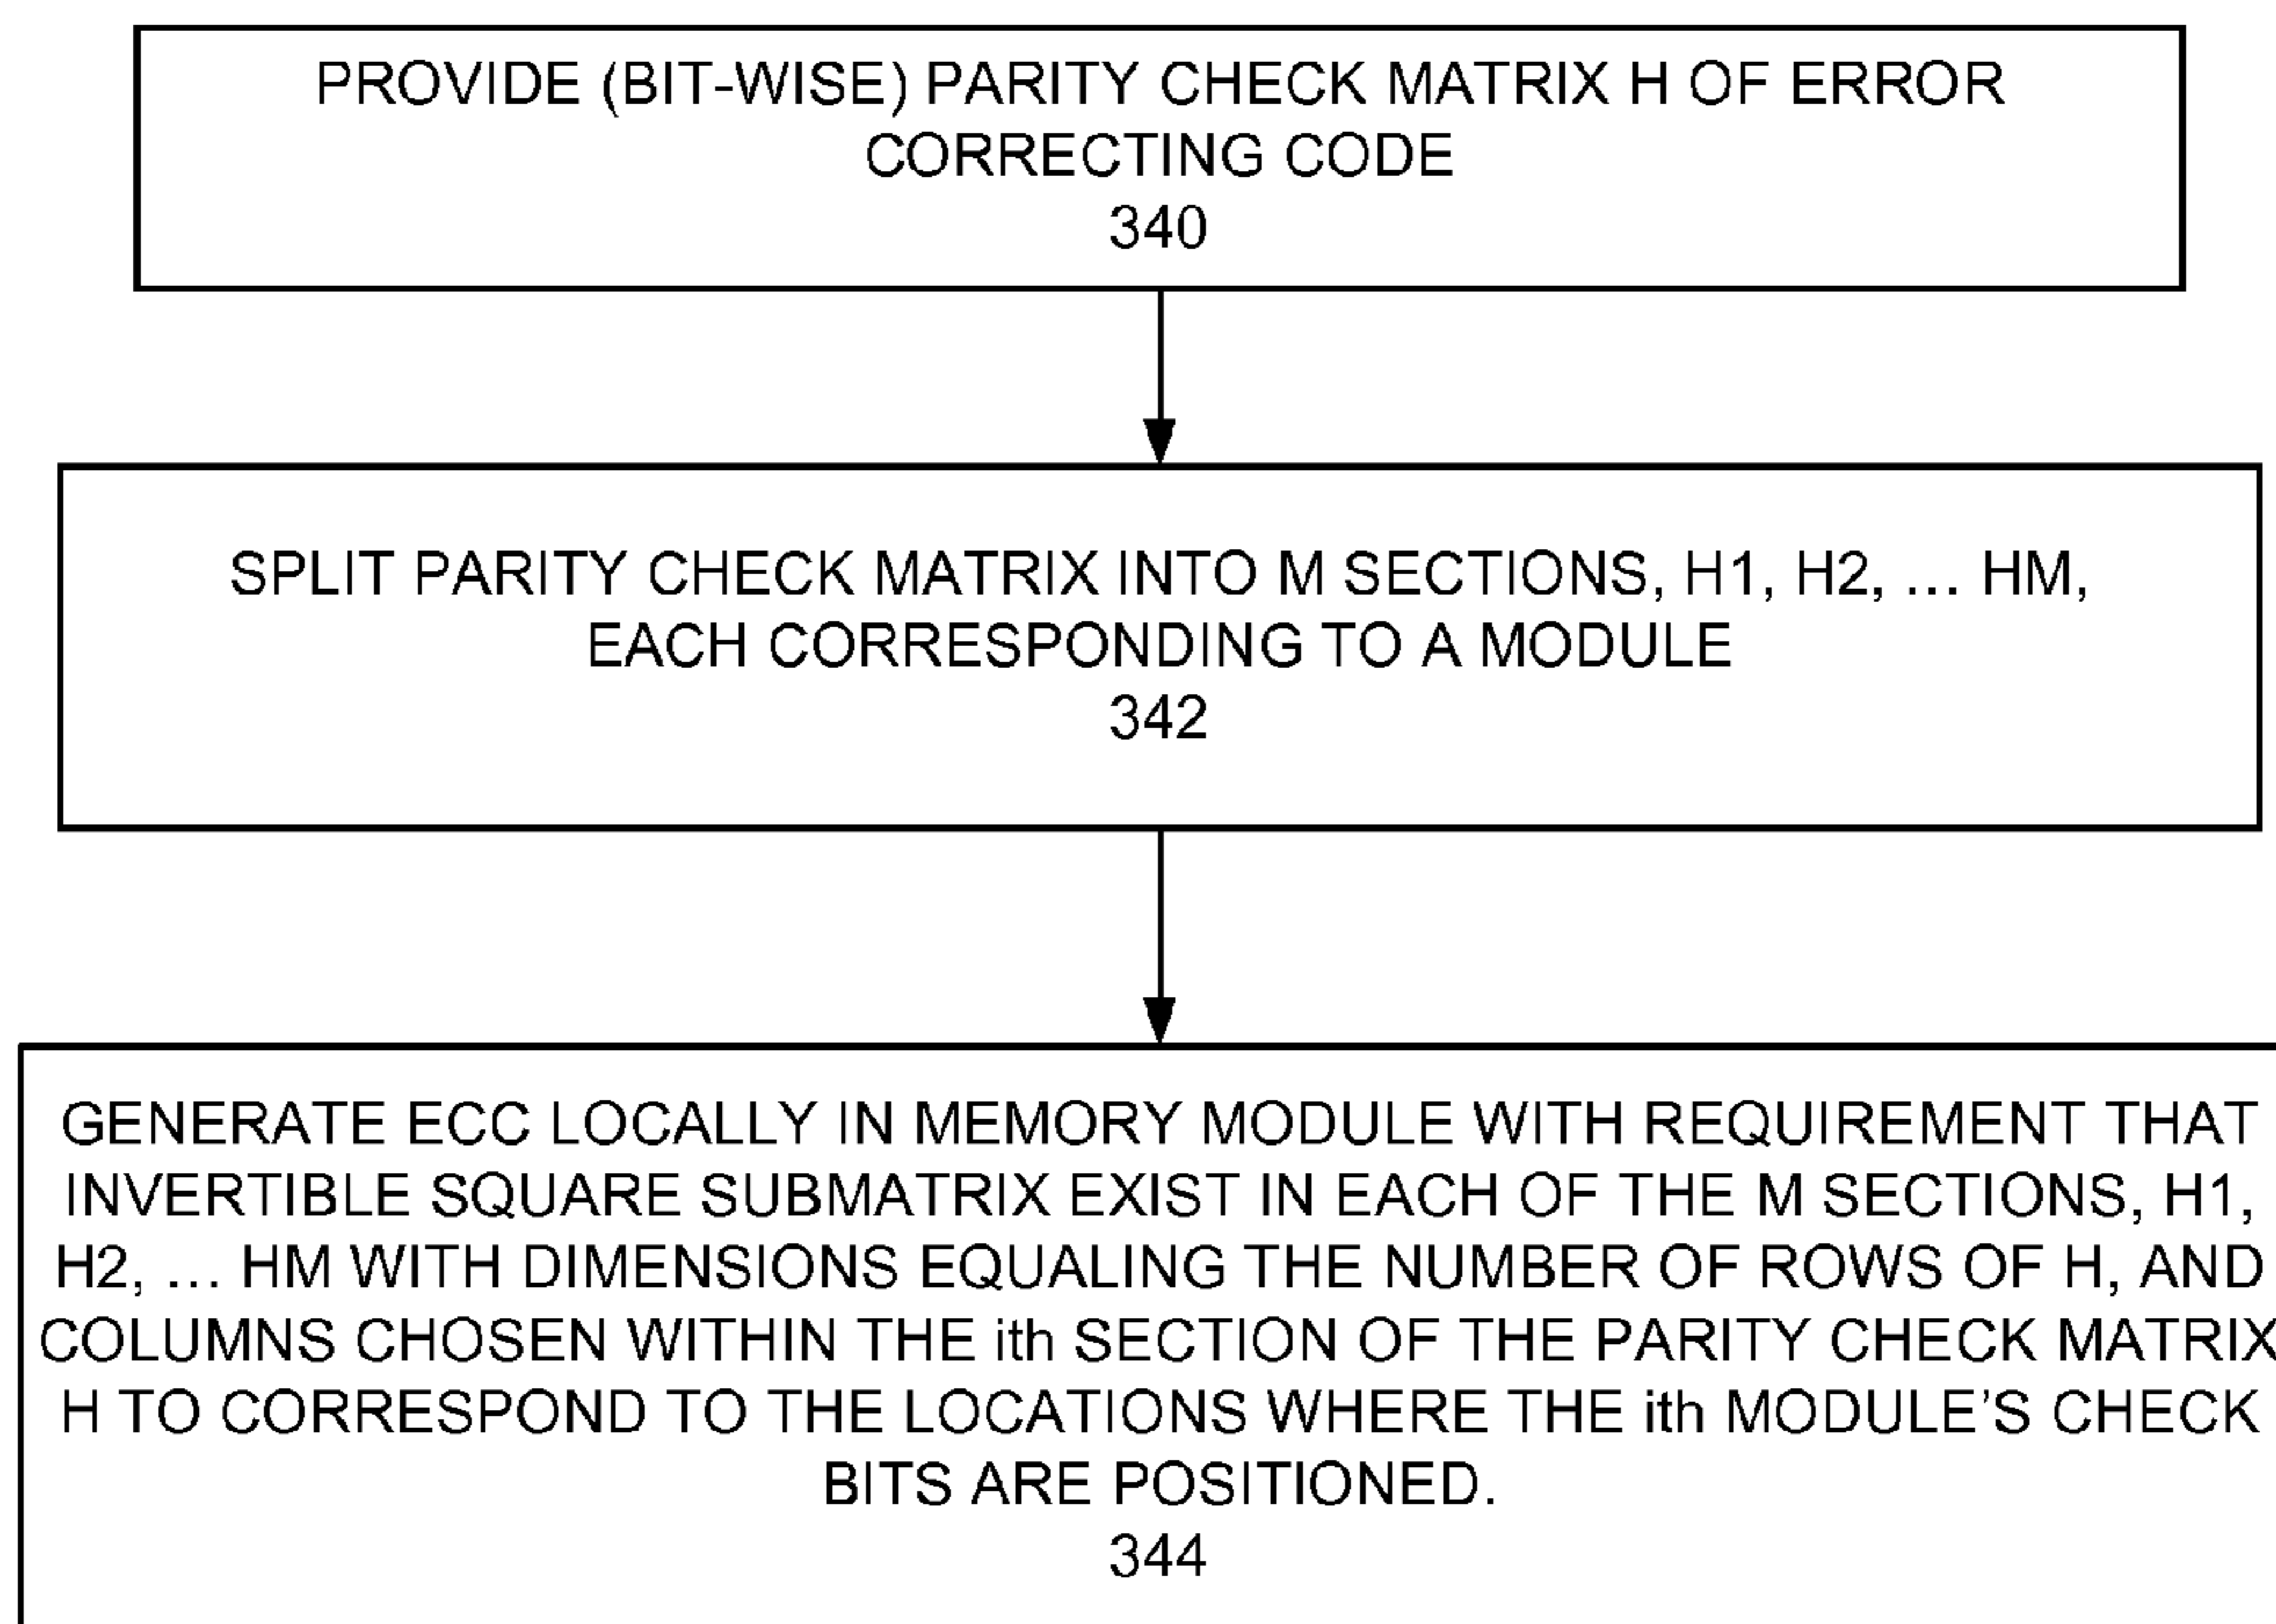 PROVIDE (BIT-WISE) PARITY CHECK MATRIX H OF ERROR
CORRECTING CODE
340
SPLIT PARITY CHECK MATRIX INTO M SECTIONS, H1, H2, ... HM,
EACH CORRESPONDING TO A MODULE
342
GENERATE ECC LOCALLY IN MEMORY MODULE WITH REQUIREMENT THAT
INVERTIBLE SQUARE SUBMATRIX EXIST IN EACH OF THE M SECTIONS, H1,
H2, ... HM WITH DIMENSIONS EQUALING THE NUMBER OF ROWS OF H, AND
COLUMNS CHOSEN WITHIN THE ith SECTION OF THE PARITY CHECK MATRIX
H TO CORRESPOND TO THE LOCATIONS WHERE THE ith MODULE'S CHECK
BITS ARE POSITIONED.
344